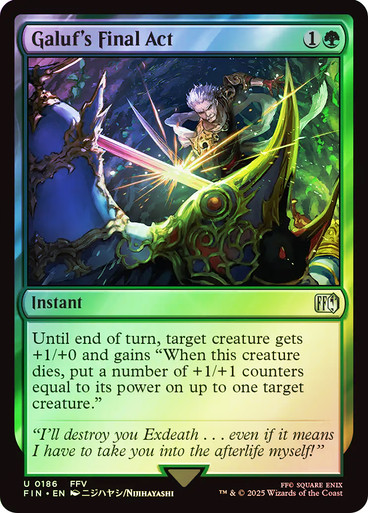 Galuf's Final Act 1
Instant
Until end of turn, target creature gets
+1/+0 and gains “When this creature
dies, put a number of +1/+1 counters
equal to its power on up to one target
creature.”
“I'll destroy you Exdeath . . . even if it means
I have to take you into the afterlife myself!”
U 0186 FFV
FIN • EN ニジハヤシ/Nijihayashi
FF© SQUARE ENIX
™ & © 2025 Wizards of the Coast